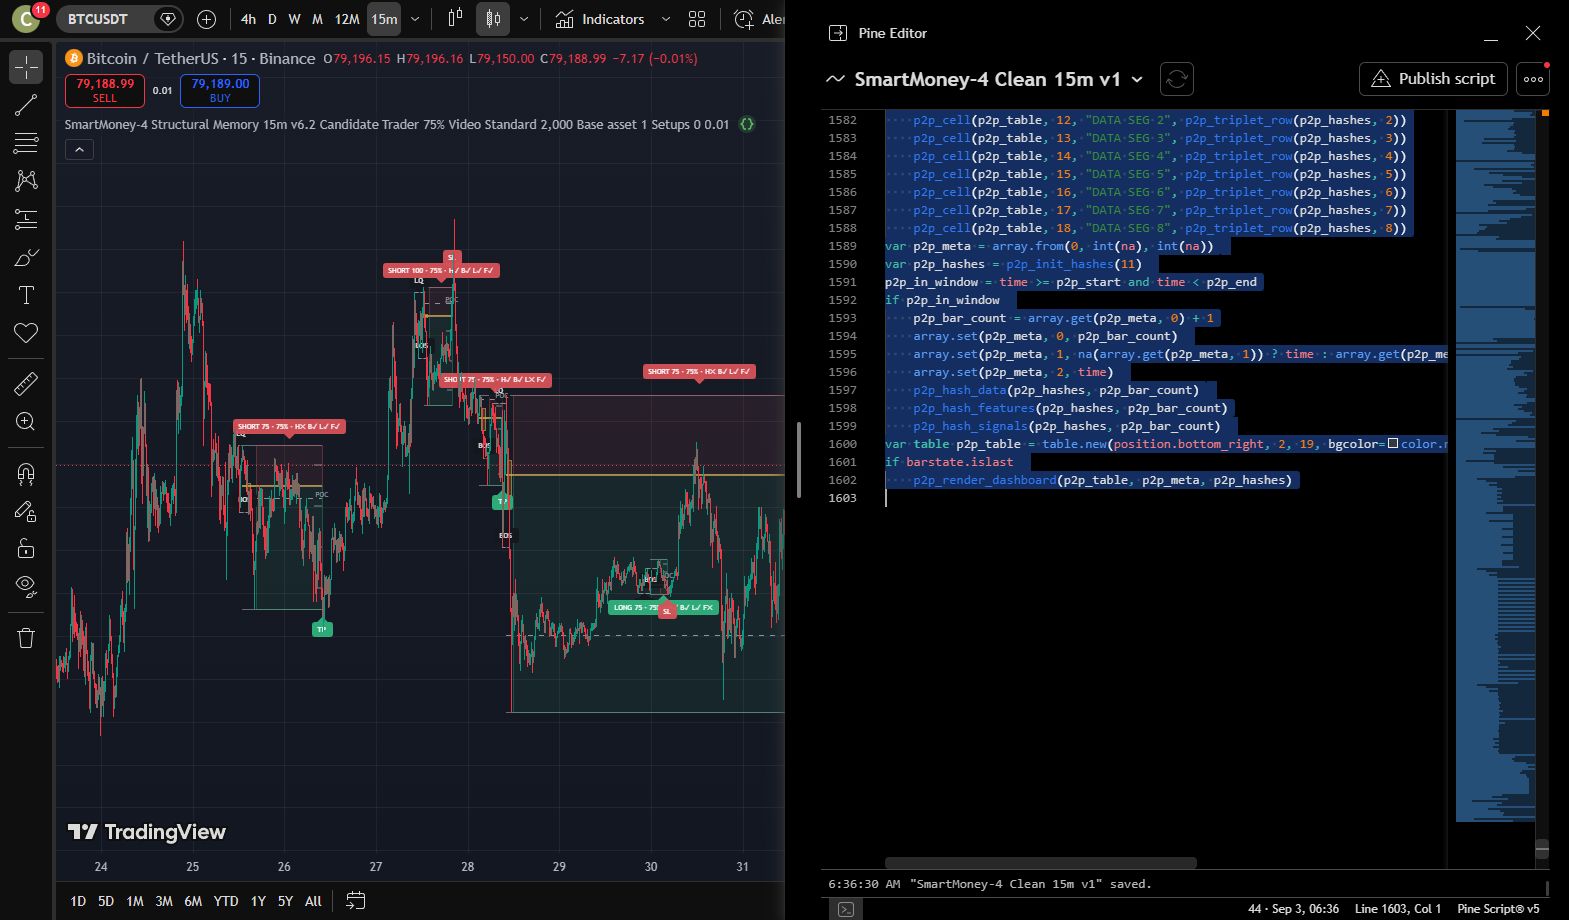 C 11 BTCUSDT 4h D W M 12M 15m Indicators Aler
Bitcoin / TetherUS · 15 · Binance O79,196.15 H79,196.16 L79,150.00 C79,188.99 −7.17 (−0.01%)
79,188.99 SELL
0.01
79,189.00 BUY
SmartMoney-4 Structural Memory 15m v6.2 Candidate Trader 75% Video Standard 2,000 Base asset 1 Setups 0 0.01
SL
LQ
POC
BOS
SHORT 75 - 75% - HX B✓ L✓ F✓
BOS
POC
BOS
SHORT 75 - 75% - HX B✓ L✓ F✓
BOS
POC
BOS
LONG 75 - 75% B✓ L✓ FX
SL
TradingView
24 25 26 27 28 29 30 31
1D 5D 1M 3M 6M YTD 1Y 5Y All
Pine Editor
SmartMoney-4 Clean 15m v1
Publish script
1582 p2p_cell(p2p_table, 12, "DATA SEG 2", p2p_triplet_row(p2p_hashes, 2))
1583 p2p_cell(p2p_table, 13, "DATA SEG 3", p2p_triplet_row(p2p_hashes, 3))
1584 p2p_cell(p2p_table, 14, "DATA SEG 4", p2p_triplet_row(p2p_hashes, 4))
1585 p2p_cell(p2p_table, 15, "DATA SEG 5", p2p_triplet_row(p2p_hashes, 5))
1586 p2p_cell(p2p_table, 16, "DATA SEG 6", p2p_triplet_row(p2p_hashes, 6))
1587 p2p_cell(p2p_table, 17, "DATA SEG 7", p2p_triplet_row(p2p_hashes, 7))
1588 p2p_cell(p2p_table, 18, "DATA SEG 8", p2p_triplet_row(p2p_hashes, 8))
1589 var p2p_meta = array.from(0, int(na), int(na))
1590 var p2p_hashes = p2p_init_hashes(11)
1591 p2p_in_window = time >= p2p_start and time < p2p_end
1592 if p2p_in_window
1593 p2p_bar_count = array.get(p2p_meta, 0) + 1
1594 array.set(p2p_meta, 0, p2p_bar_count)
1595 array.set(p2p_meta, 1, na(array.get(p2p_meta, 1)) ? time : array.get(p2p_me
1596 array.set(p2p_meta, 2, time)
1597 p2p_hash_data(p2p_hashes, p2p_bar_count)
1598 p2p_hash_features(p2p_hashes, p2p_bar_count)
1599 p2p_hash_signals(p2p_hashes, p2p_bar_count)
1600 var table p2p_table = table.new(position.bottom_right, 2, 19, bgcolor=color.n
1601 if barstate.islast
1602 p2p_render_dashboard(p2p_table, p2p_meta, p2p_hashes)
1603
6:36:30 AM "SmartMoney-4 Clean 15m v1" saved.
44 · Sep 3, 06:36 Line 1603, Col 1 Pine Script® v5